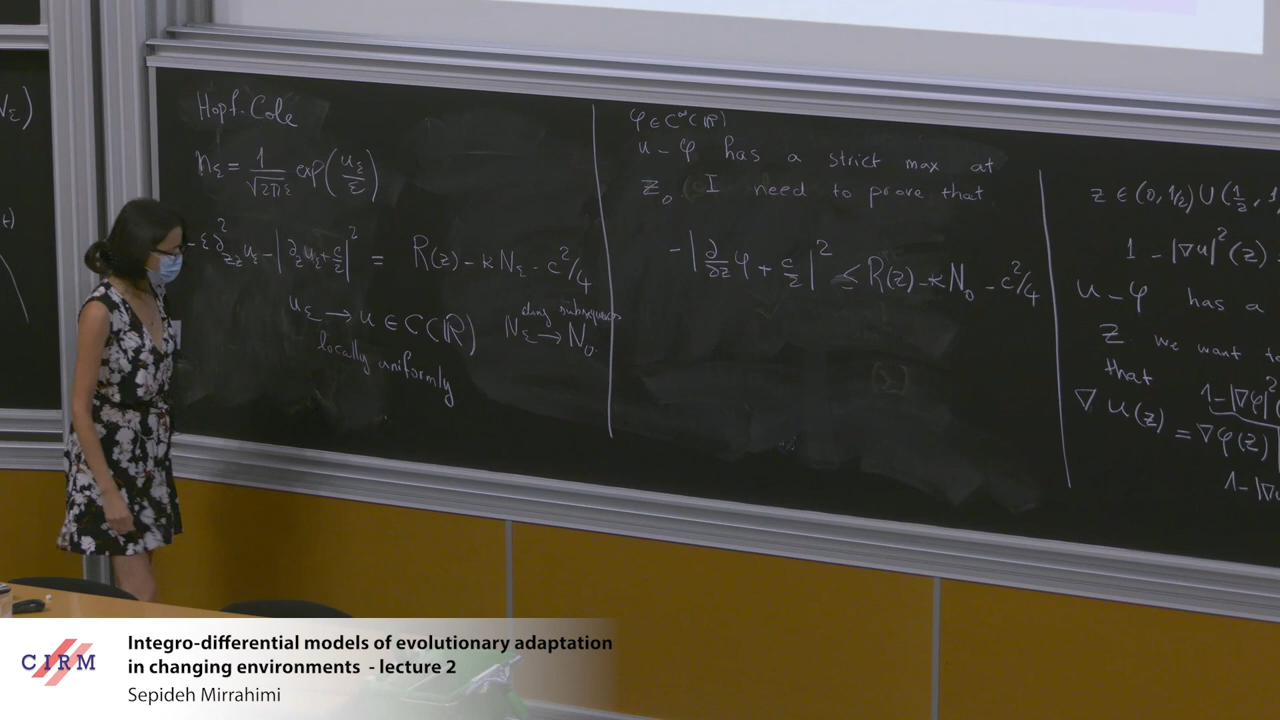 Hopf-Cole
n_ε = 1/√(2πε) exp(u_ε/ε)
-ε ∂²_zz u_ε - |∂_z u_ε + c/2|² = R(z) - κN_ε - c²/4
u_ε → u ∈ C(ℝ)
locally uniformly
along subsequences
N_ε → N_0.
φ ∈ C^∞(ℝ)
u - φ has a strict max at
z_0. I need to prove that
-|∂/∂z φ + c/2|² ≤ R(z) - κN_0 - c²/4
z ∈ (0, 1/2) ∪ (1/2,
1 - |∇u|²(z)
u - φ has a
z. we want to
that 1 - |∇φ|²
∇u(z) = ∇φ(z)
1 - |∇
CIRM
Integro-differential models of evolutionary adaptation
in changing environments - lecture 2
Sepideh Mirrahimi